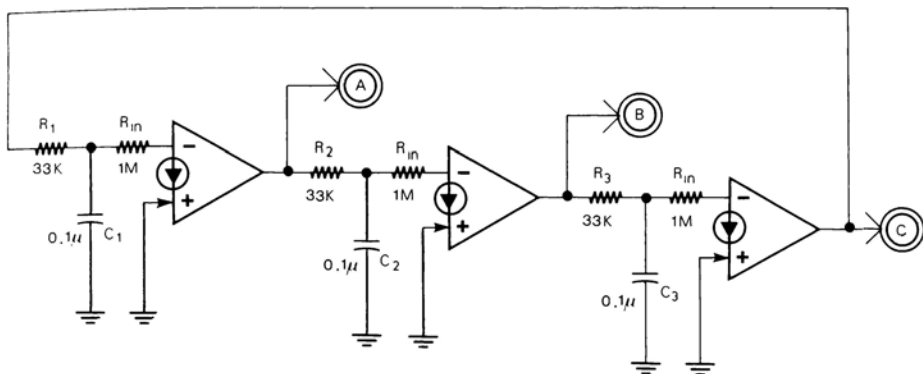 A
R1
33K
Rin
1M
−
+
0.1μ
C1
R2
33K
Rin
1M
−
+
0.1μ
C2
B
R3
33K
Rin
1M
−
+
0.1μ
C3
C